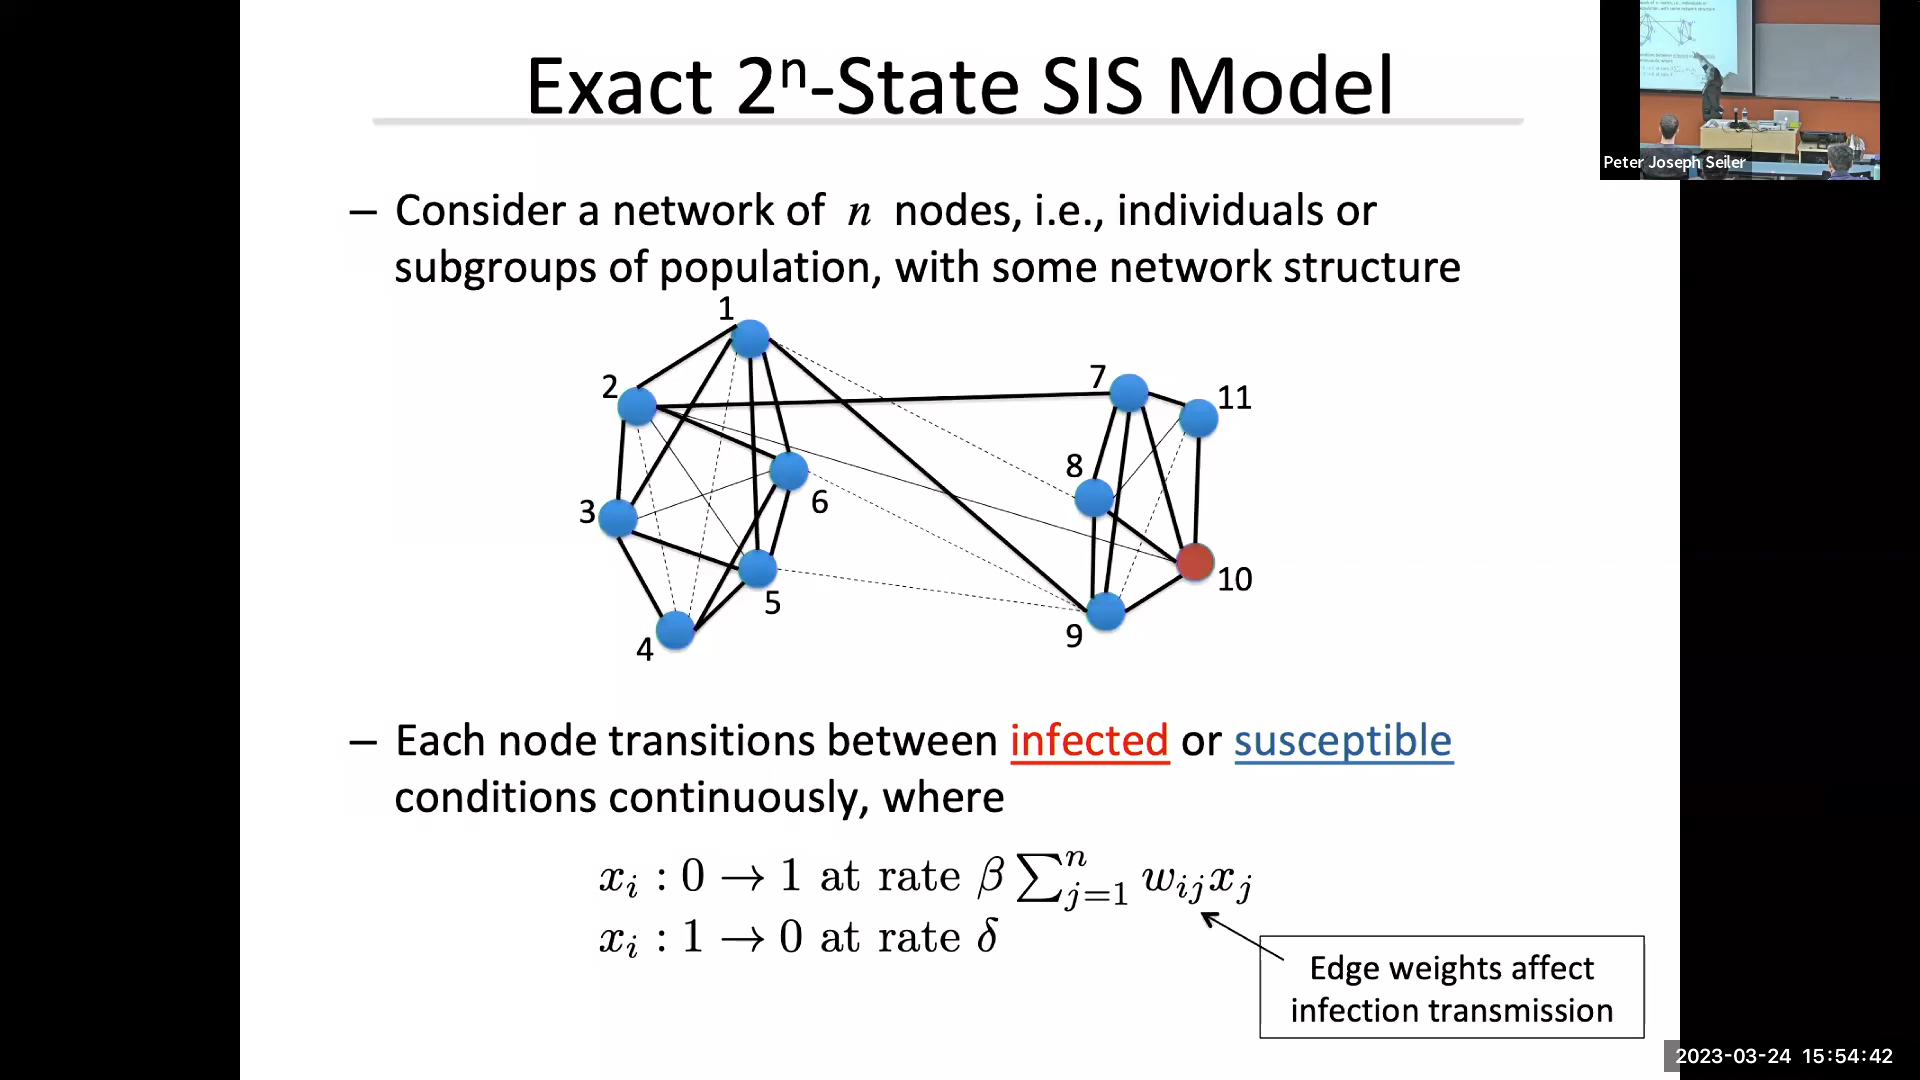 Exact 2ⁿ-State SIS Model
Peter Joseph Seiler
– Consider a network of n nodes, i.e., individuals or
subgroups of population, with some network structure
1
2
3
4
5
6
7
8
9
10
11
– Each node transitions between infected or susceptible
conditions continuously, where
xᵢ : 0 → 1 at rate β ∑ⁿⱼ₌₁ wᵢⱼxⱼ
xᵢ : 1 → 0 at rate δ
Edge weights affect
infection transmission
2023-03-24 15:54:42